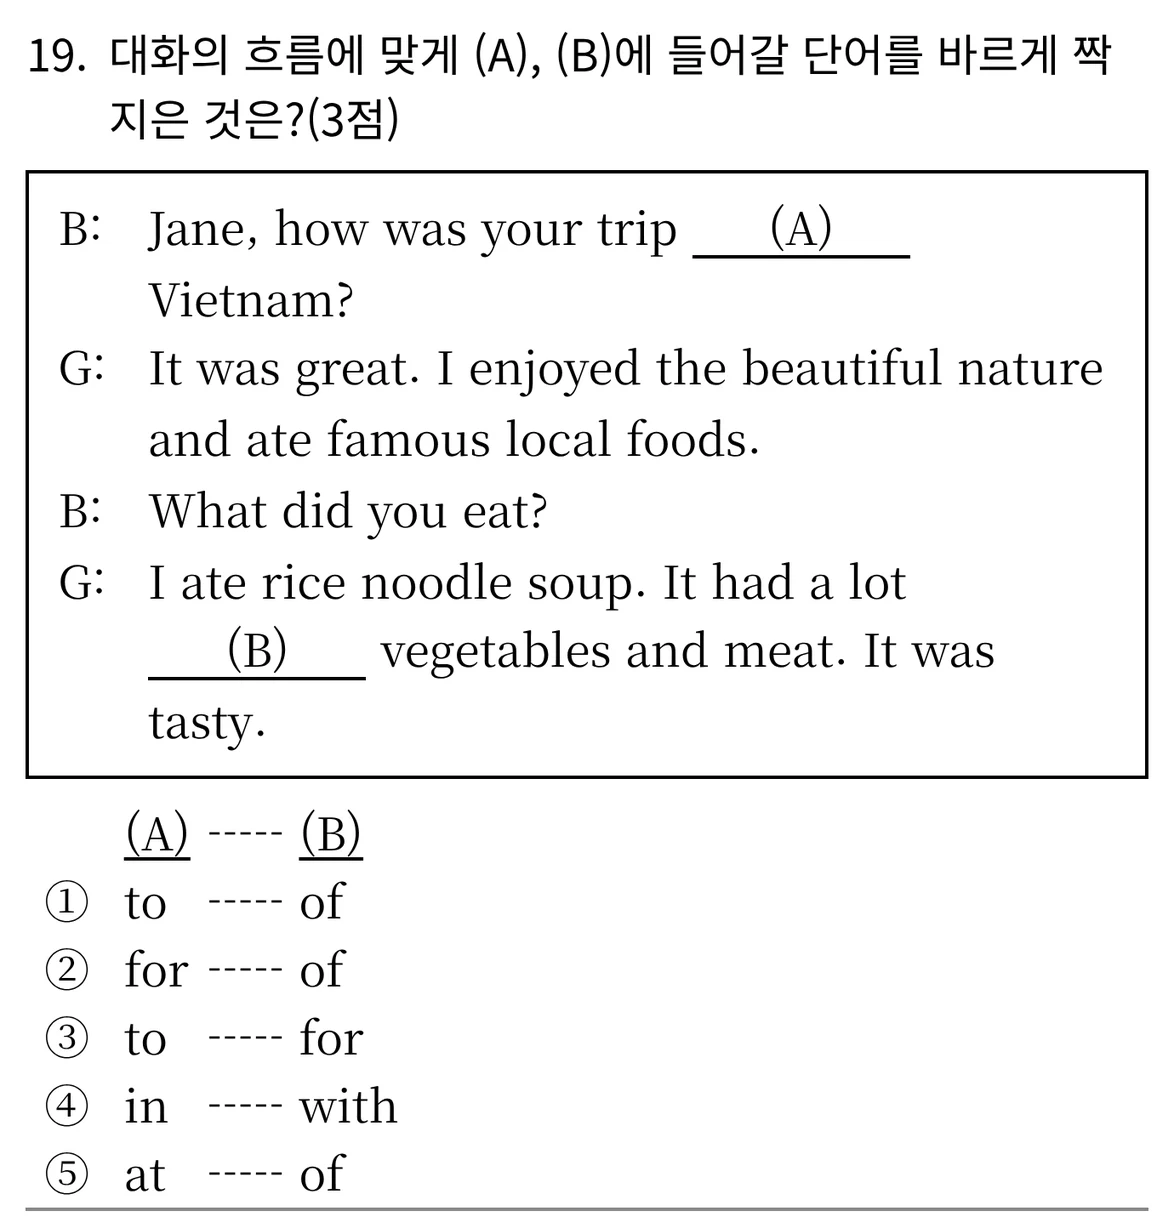 19. 대화의 흐름에 맞게 (A), (B)에 들어갈 단어를 바르게 짝
지은 것은?(3점)
B: Jane, how was your trip (A)
Vietnam?
G: It was great. I enjoyed the beautiful nature
and ate famous local foods.
B: What did you eat?
G: I ate rice noodle soup. It had a lot
(B) vegetables and meat. It was
tasty.
(A) ----- (B)
① to ----- of
② for ----- of
③ to ----- for
④ in ----- with
⑤ at ----- of